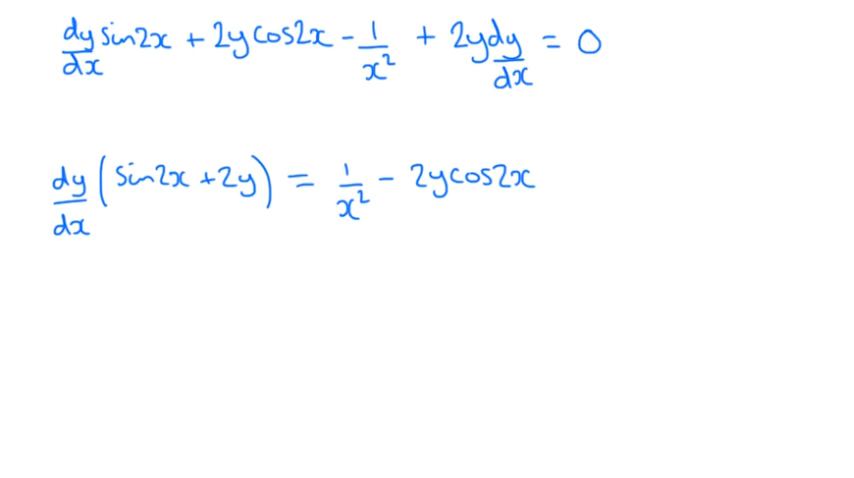 dy/dx sin2x + 2ycos2x - 1/x² + 2y dy/dx = 0
dy/dx (sin2x + 2y) = 1/x² - 2ycos2x